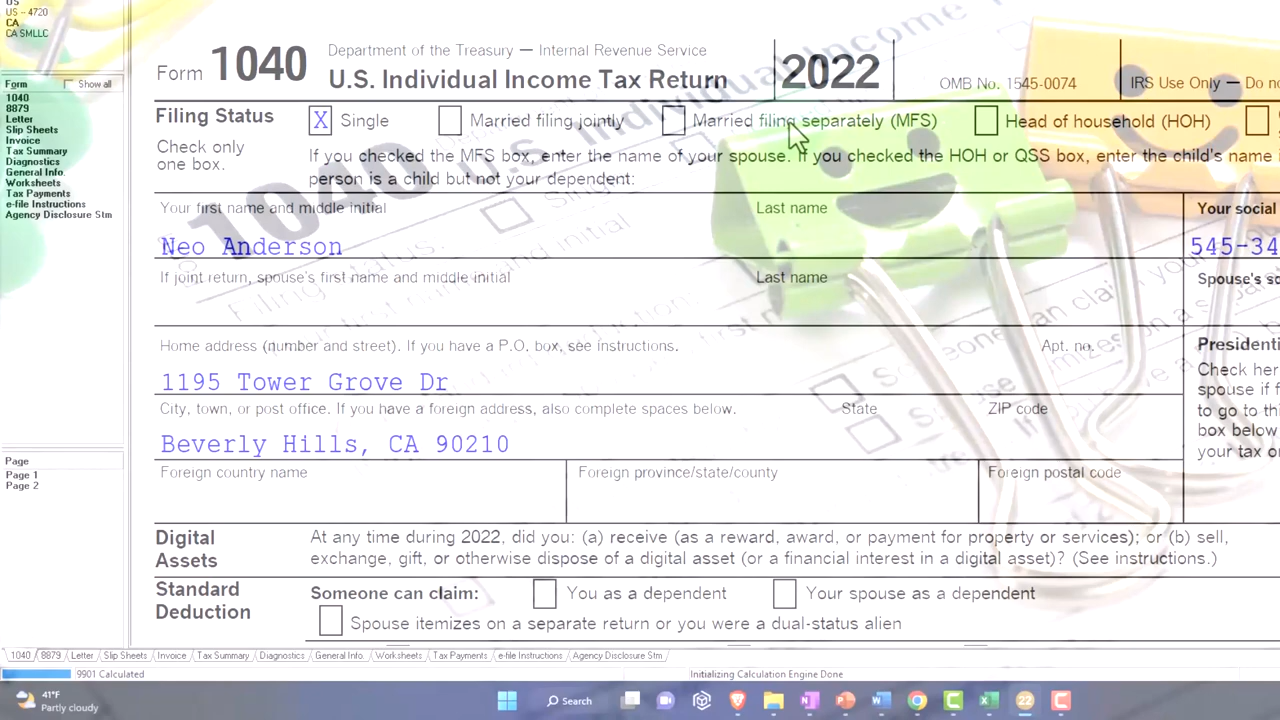 US
US -- 4720
CA
CA SMLLC
Form
Show all
1040
8879
Letter
Slip Sheets
Invoice
Tax Summary
Diagnostics
General Info.
Worksheets
Tax Payments
e-file Instructions
Agency Disclosure Stm
Page
Page 1
Page 2
Form 1040
Department of the Treasury — Internal Revenue Service
U.S. Individual Income Tax Return
2022
OMB No. 1545-0074
IRS Use Only — Do
Filing Status
Check only
one box.
X Single
Married filing jointly
Married filing separately (MFS)
Head of household (HOH)
If you checked the MFS box, enter the name of your spouse. If you checked the HOH or QSS box, enter the child's name
person is a child but not your dependent:
Your first name and middle initial
Last name
Your social
Neo Anderson
545-34
If joint return, spouse's first name and middle initial
Last name
Spouse's
Home address (number and street). If you have a P.O. box, see instructions.
Apt. no.
1195 Tower Grove Dr
City, town, or post office. If you have a foreign address, also complete spaces below.
State
ZIP code
Beverly Hills, CA 90210
Check
spouse if
to go to
box below
your tax or
Foreign country name
Foreign province/state/county
Foreign postal code
Digital
Assets
At any time during 2022, did you: (a) receive (as a reward, award, or payment for property or services); or (b) sell,
exchange, gift, or otherwise dispose of a digital asset (or a financial interest in a digital asset)? (See instructions.)
Standard
Deduction
Someone can claim:
You as a dependent
Your spouse as a dependent
Spouse itemizes on a separate return or you were a dual-status alien
1040
8879
Letter
Slip Sheets
Invoice
Tax Summary
Diagnostics
General Info.
Worksheets
Tax Payments
e-file Instructions
Agency Disclosure Stm
9901 Calculated
Initializing Calculation Engine Done
41°F
Partly cloudy
Search
22